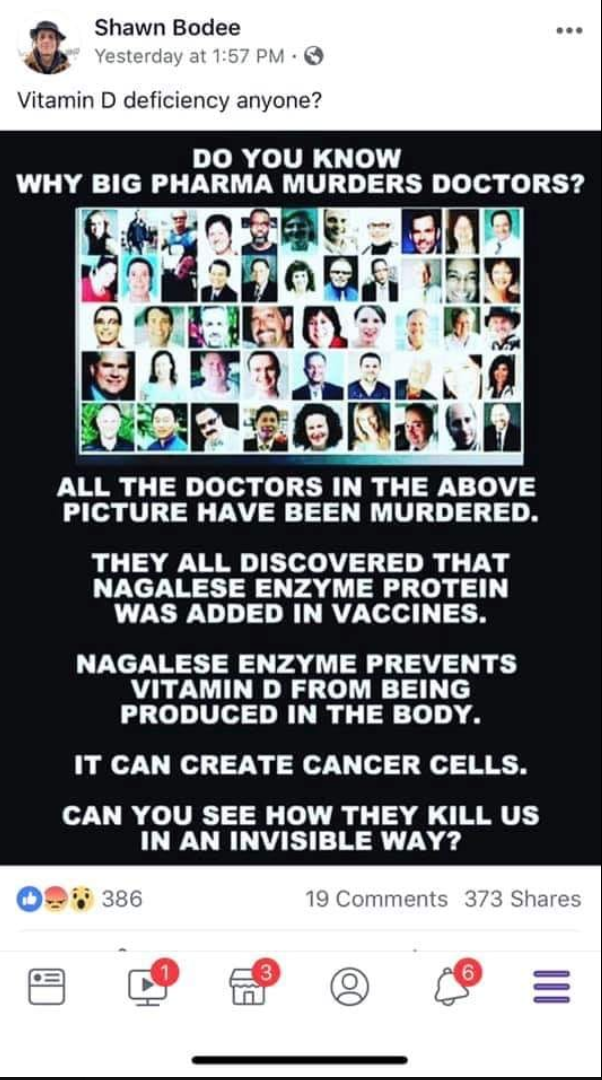 Shawn Bodee
Yesterday at 1:57 PM ·
Vitamin D deficiency anyone?
DO YOU KNOW
WHY BIG PHARMA MURDERS DOCTORS?
ALL THE DOCTORS IN THE ABOVE
PICTURE HAVE BEEN MURDERED.
THEY ALL DISCOVERED THAT
NAGALESE ENZYME PROTEIN
WAS ADDED IN VACCINES.
NAGALESE ENZYME PREVENTS
VITAMIN D FROM BEING
PRODUCED IN THE BODY.
IT CAN CREATE CANCER CELLS.
CAN YOU SEE HOW THEY KILL US
IN AN INVISIBLE WAY?
386 19 Comments 373 Shares
1 3 6